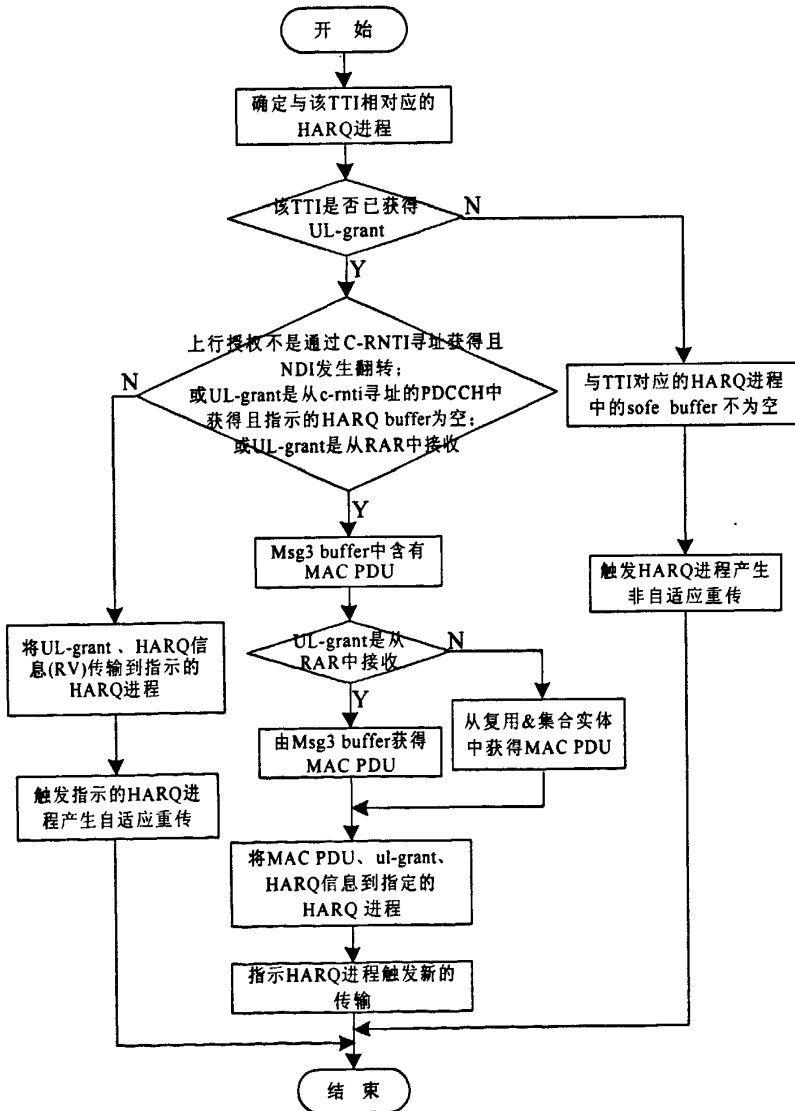 开 始
确定与该TTI相对应的
HARQ进程
该TTI是否已获得
UL-grant
N
Y
上行授权不是通过C-RNTI寻址获得且
NDI发生翻转;
或UL-grant是从c-rnti寻址的PDCCH中
获得且指示的HARQ buffer为空;
或UL-grant是从RAR中接收
N
Y
与TTI对应的HARQ进程
中的sofe buffer 不为空
Msg3 buffer中含有
MAC PDU
触发HARQ进程产生
非自适应重传
将UL-grant 、HARQ信
息(RV)传输到指示的
HARQ进程
UL-grant是从
RAR中接收
N
Y
由Msg3 buffer获得
MAC PDU
从复用&集合实体
中获得MAC PDU
触发指示的HARQ进
程产生自适应重传
将MAC PDU、ul-grant、
HARQ信息到指定的
HARQ 进程
指示HARQ进程触发新的
传输
结 束